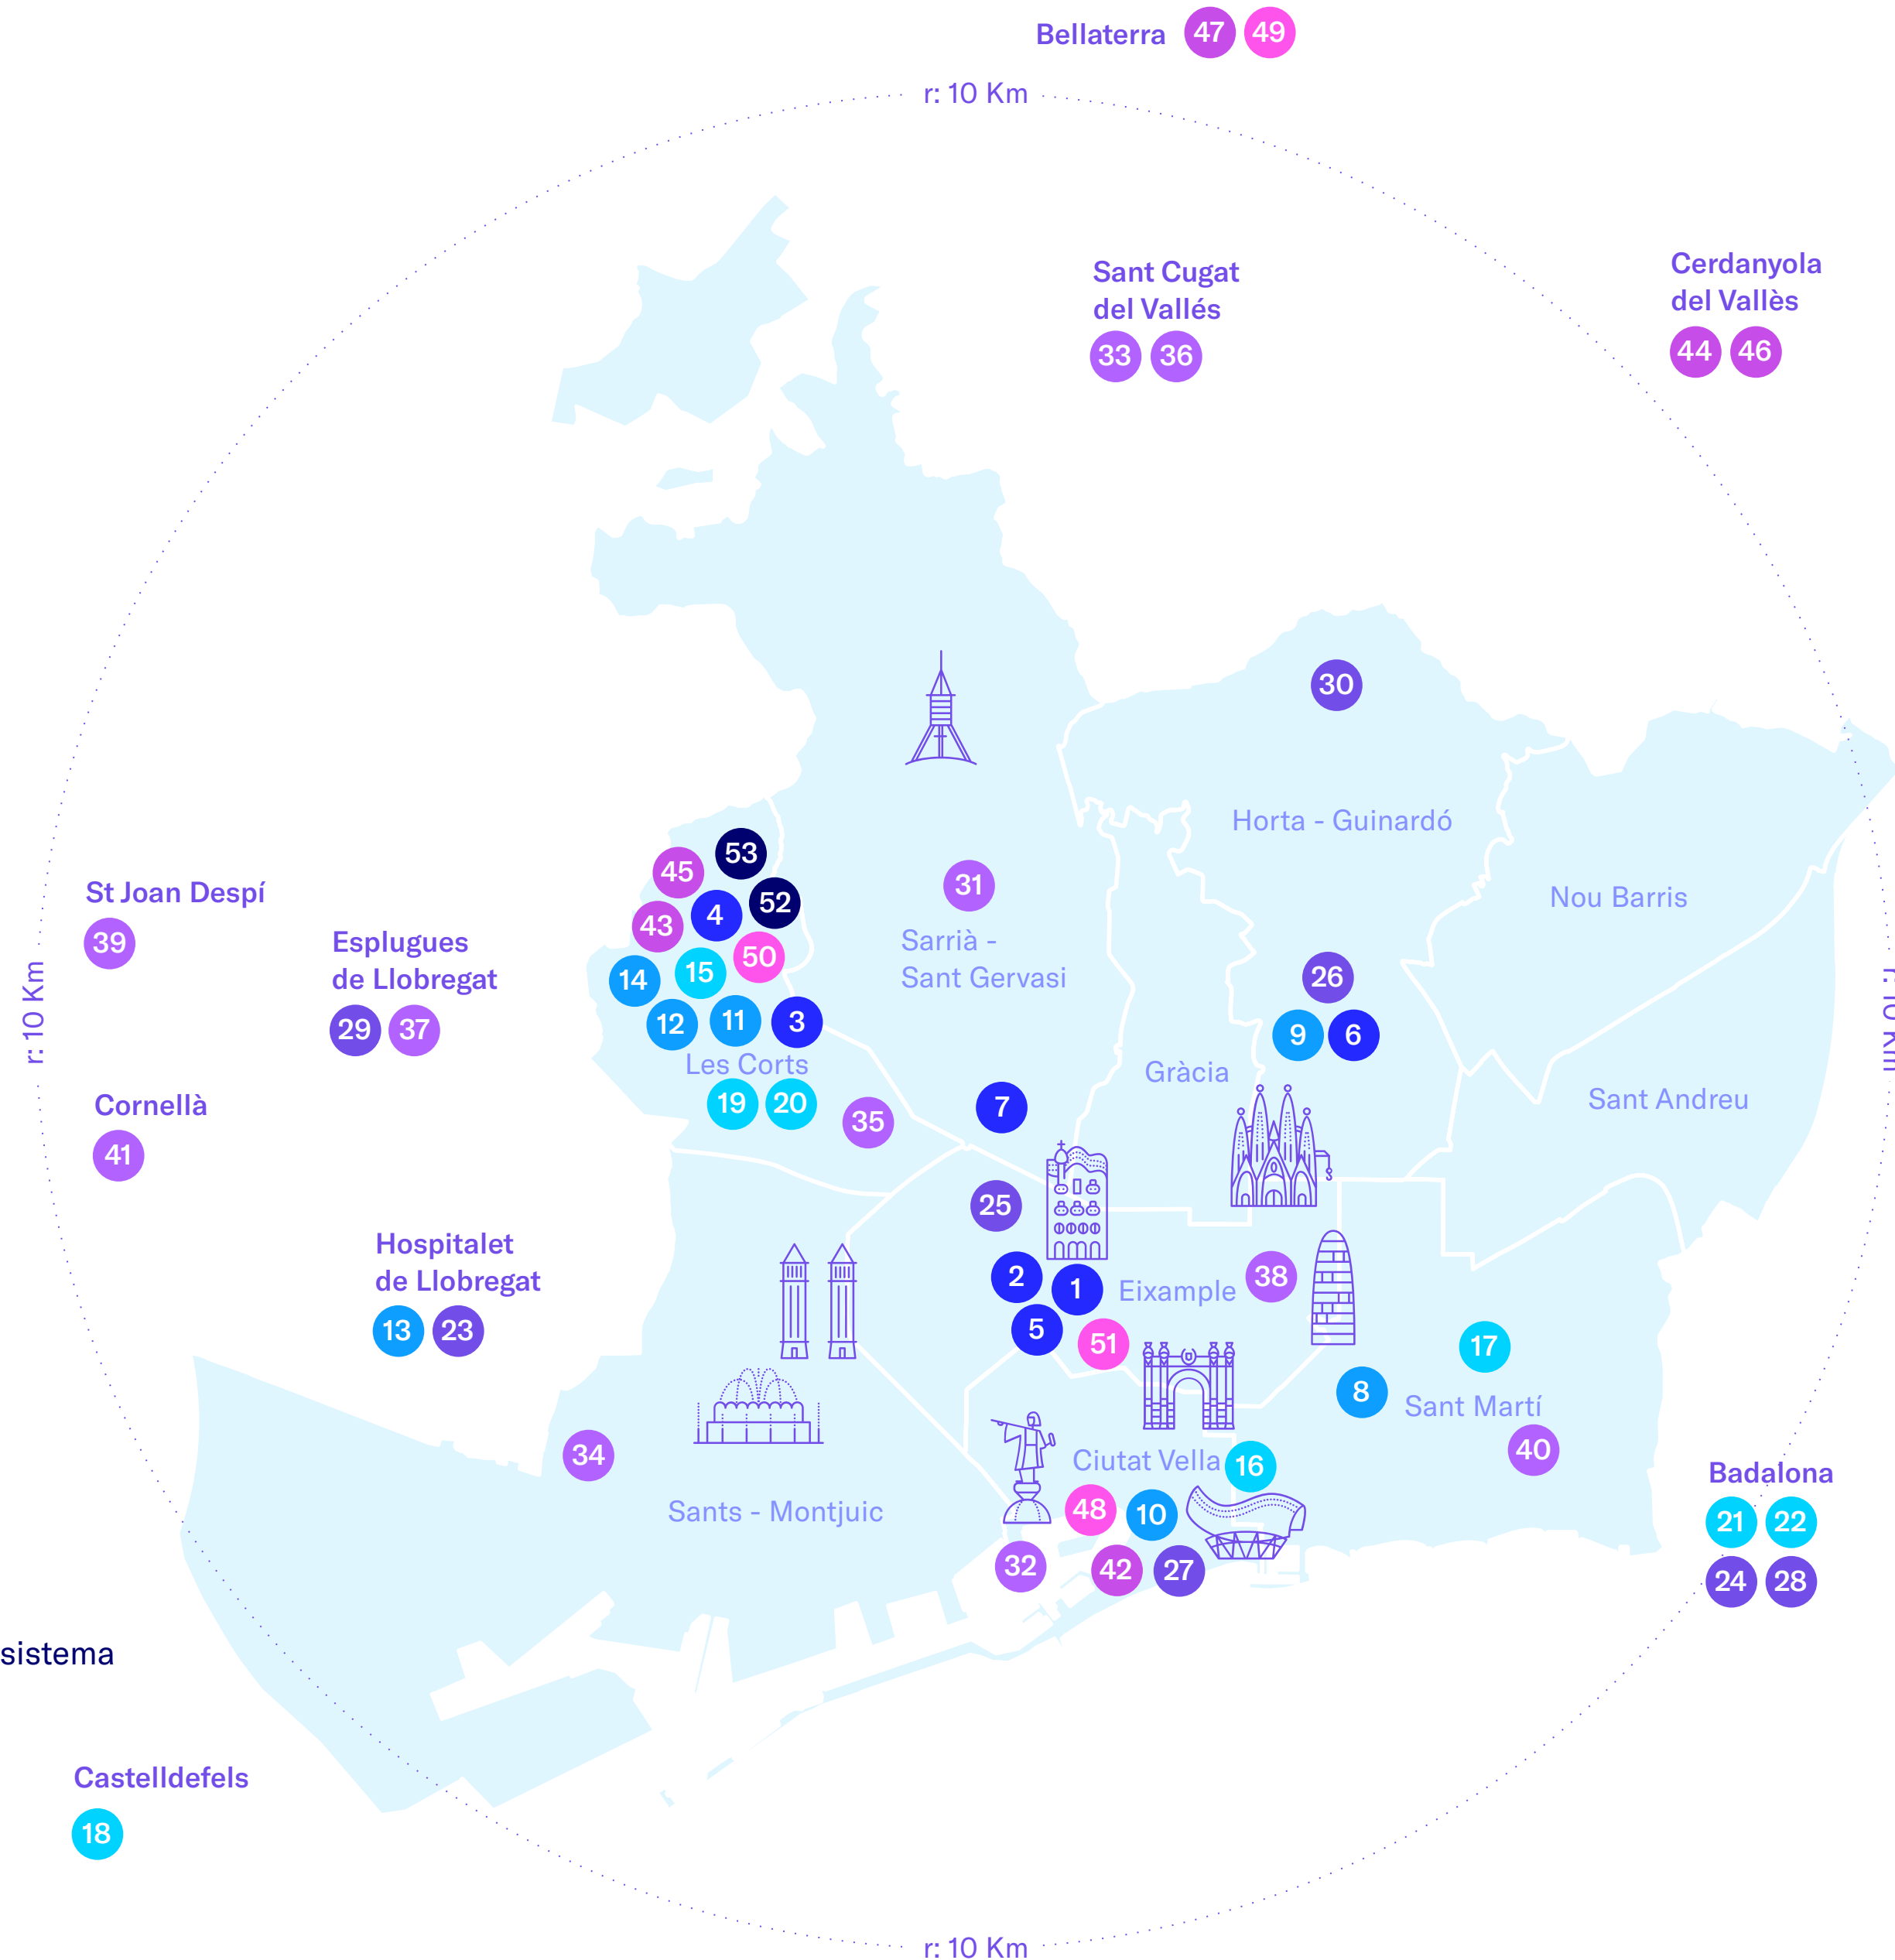 Bellaterra 47 49
r: 10 Km
Sant Cugat
del Vallés
33 36
Cerdanyola
del Vallès
44 46
30
Horta - Guinardó
53
45
52
4
43
50
15
14
12
11
3
Les Corts
19 20
35
31
Sarrià -
Sant Gervasi
Nou Barris
St Joan Despí
39
Esplugues
de Llobregat
29 37
r: 10 Km
r: 10 Km
26
9 6
Gràcia
Sant Andreu
Cornellà
41
7
25
2
1
5
51
Eixample
38
Hospitalet
de Llobregat
13 23
17
8
Sant Martí
40
34
Sants - Montjuic
Ciutat Vella
16
48
10
32
42
27
Badalona
21 22
24 28
sistema
Castelldefels
18
r: 10 Km